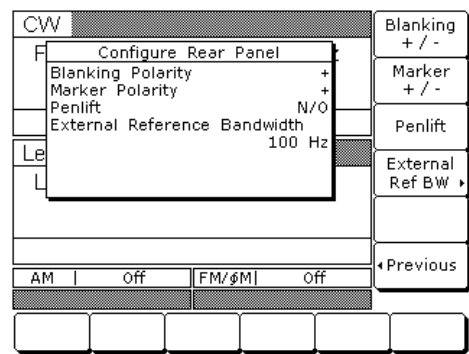 CW
F
z
Configure Rear Panel
Blanking Polarity +
Marker Polarity +
Penlift N/O
External Reference Bandwidth
100 Hz
Le
L
AM | Off FM/ϕM| Off
Blanking
+ / -
Marker
+ / -
Penlift
External
Ref BW
Previous